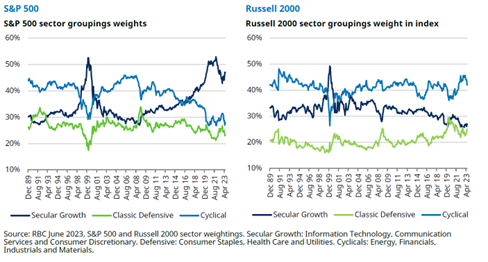 S&P 500
S&P 500 sector groupings weights
60%
50%
40%
30%
20%
10%
Dec 89
Aug 91
Apr 93
Dec 94
Aug 96
Apr 98
Dec 99
Aug 01
Apr 03
Dec 04
Aug 06
Apr 08
Dec 09
Aug 11
Apr 13
Dec 14
Aug 16
Apr 18
Dec 19
Aug 21
Apr 23
Secular Growth
Classic Defensive
Cyclical
Russell 2000
Russell 2000 sector groupings weight in index
60%
50%
40%
30%
20%
10%
Dec 89
Aug 91
Apr 93
Dec 94
Aug 96
Apr 98
Dec 99
Aug 01
Apr 03
Dec 04
Aug 06
Apr 08
Dec 09
Aug 11
Apr 13
Dec 14
Aug 16
Apr 18
Dec 19
Aug 21
Apr 23
Secular Growth
Classic Defensive
Cyclical
Source: RBC June 2023, S&P 500 and Russell 2000 sector weightings. Secular Growth: Information Technology, Communication
Services and Consumer Discretionary. Defensive: Consumer Staples, Health Care and Utilities. Cyclicals: Energy, Financials,
Industrials and Materials.